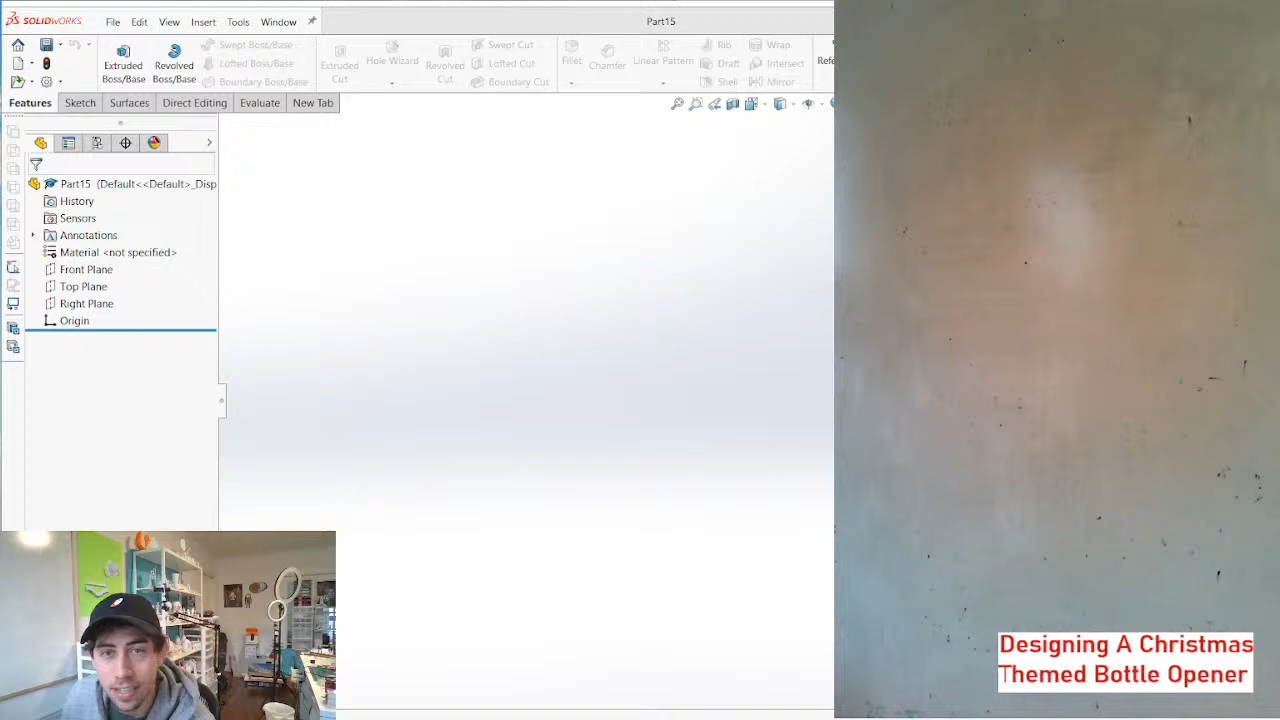 SOLIDWORKS File Edit View Insert Tools Window Part15
Swept Boss/Base Swept Cut Rib Wrap
Extruded Boss/Base Revolved Boss/Base Lofted Boss/Base Extruded Cut Hole Wizard Revolved Cut Lofted Cut Fillet Chamfer Linear Pattern Draft Intersect Refe
Boundary Boss/Base Boundary Cut Shell Mirror
Features Sketch Surfaces Direct Editing Evaluate New Tab
Part15 (Default<<Default>_Disp
History
Sensors
Annotations
Material <not specified>
Front Plane
Top Plane
Right Plane
Origin
Designing A Christmas
Themed Bottle Opener